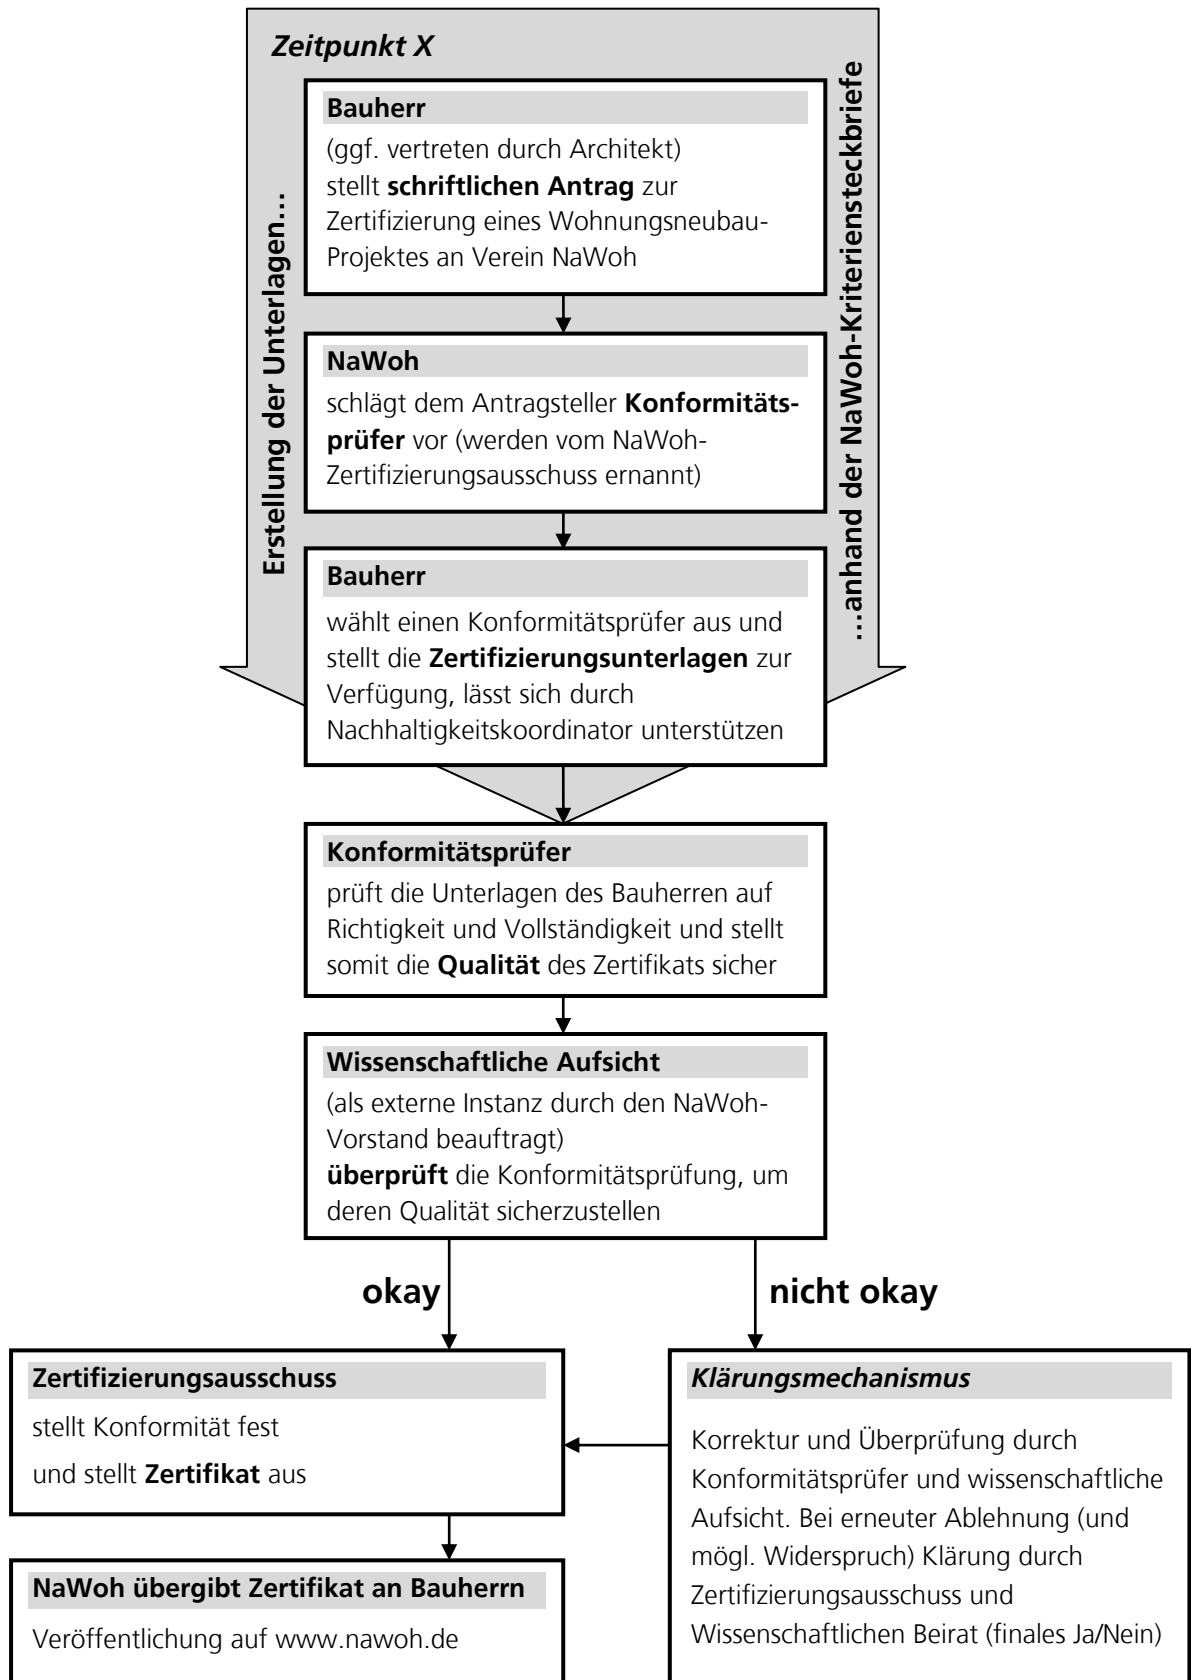 Zeitpunkt X
Erstellung der Unterlagen...
...anhand der NaWoh-Kriteriensteckbriefe
Bauherr
(ggf. vertreten durch Architekt)
stellt schriftlichen Antrag zur
Zertifizierung eines Wohnungsneubau-
Projektes an Verein NaWoh
NaWoh
schlägt dem Antragsteller Konformitäts-
prüfer vor (werden vom NaWoh-
Zertifizierungsausschuss ernannt)
Bauherr
wählt einen Konformitätsprüfer aus und
stellt die Zertifizierungsunterlagen zur
Verfügung, lässt sich durch
Nachhaltigkeitskoordinator unterstützen
Konformitätsprüfer
prüft die Unterlagen des Bauherren auf
Richtigkeit und Vollständigkeit und stellt
somit die Qualität des Zertifikats sicher
Wissenschaftliche Aufsicht
(als externe Instanz durch den NaWoh-
Vorstand beauftragt)
überprüft die Konformitätsprüfung, um
deren Qualität sicherzustellen
okay
nicht okay
Zertifizierungsausschuss
stellt Konformität fest
und stellt Zertifikat aus
NaWoh übergibt Zertifikat an Bauherrn
Veröffentlichung auf www.nawoh.de
Klärungsmechanismus
Korrektur und Überprüfung durch
Konformitätsprüfer und wissenschaftliche
Aufsicht. Bei erneuter Ablehnung (und
mögl. Widerspruch) Klärung durch
Zertifizierungsausschuss und
Wissenschaftlichen Beirat (finales Ja/Nein)